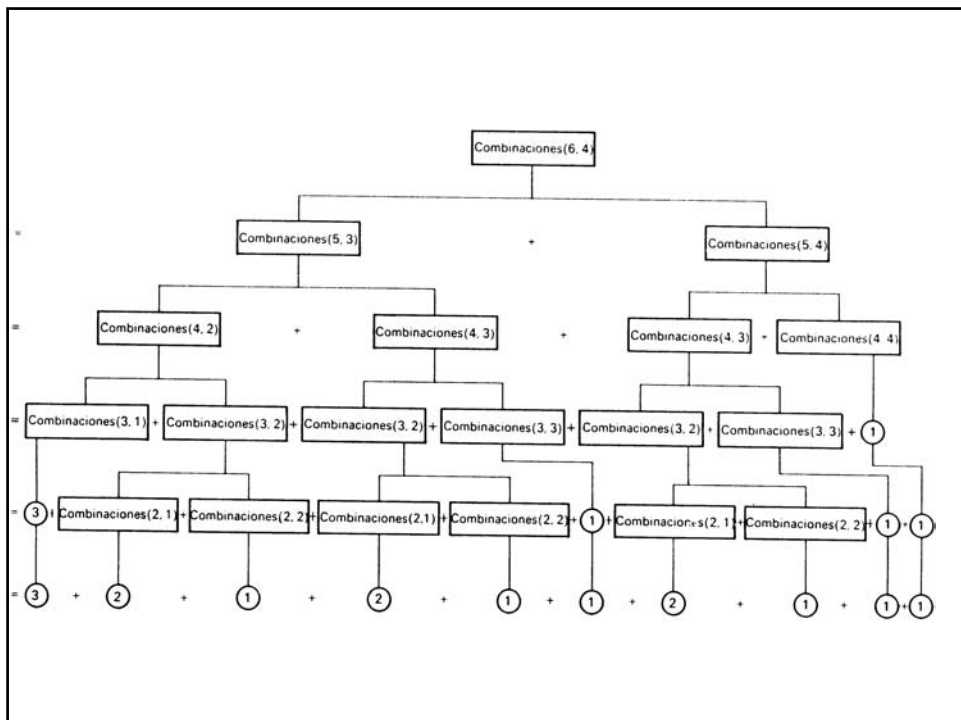 Combinaciones(6, 4)
= Combinaciones(5, 3) + Combinaciones(5, 4)
= Combinaciones(4, 2) + Combinaciones(4, 3) + Combinaciones(4, 3) + Combinaciones(4 4)
= Combinaciones(3, 1) + Combinaciones(3, 2) + Combinaciones(3, 2) + Combinaciones(3, 3) + Combinaciones(3, 2) + Combinaciones(3, 3) + 1
= 3 + Combinaciones(2, 1) + Combinaciones(2, 2) + Combinaciones(2,1) + Combinaciones(2, 2) + 1 + Combinaciones(2, 1) + Combinaciones(2, 2) + 1 + 1
= 3 + 2 + 1 + 2 + 1 + 1 + 2 + 1 + 1 + 1